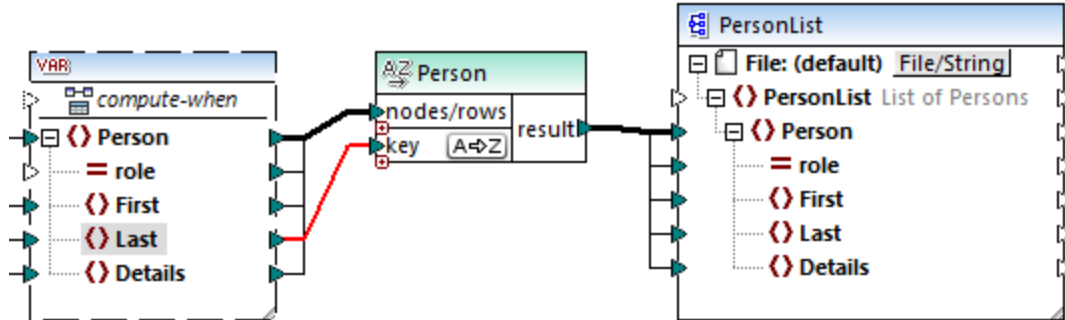 VAR
compute-when
Person
role
First
Last
Details
AZ Person
nodes/rows
key
A⇨Z
result
PersonList
File: (default) File/String
PersonList List of Persons
Person
role
First
Last
Details